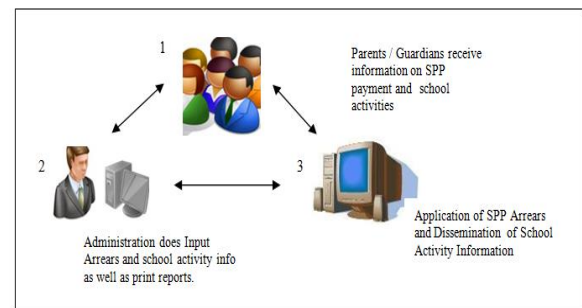 1
Parents / Guardians receive
information on SPP
payment and school
activities
2
3
Administration does Input
Arrears and school activity info
as well as print reports.
Application of SPP Arrears
and Dissemination of School
Activity Information